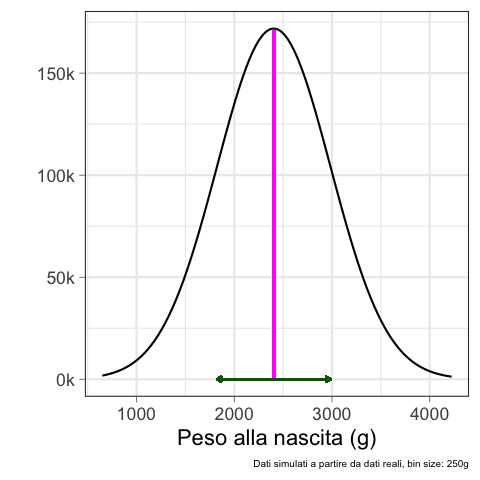 150k
100k
50k
0k
1000 2000 3000 4000
Peso alla nascita (g)
Dati simulati a partire da dati reali, bin size: 250g